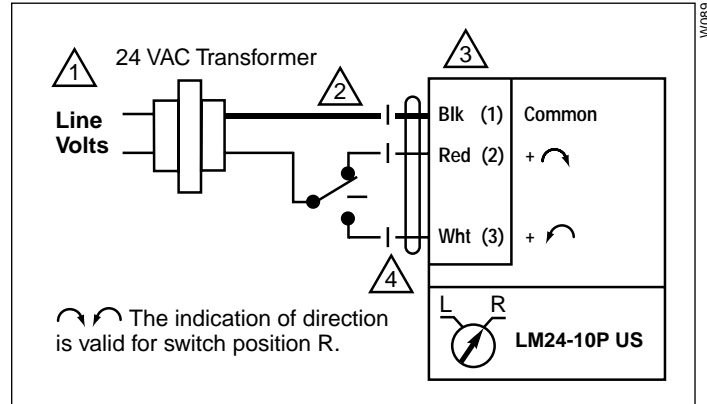 W089
1
24 VAC Transformer
2
3
Line
Volts
Blk (1) Common
Red (2) +
Wht (3) +
4
The indication of direction
is valid for switch position R.
L R
LM24-10P US